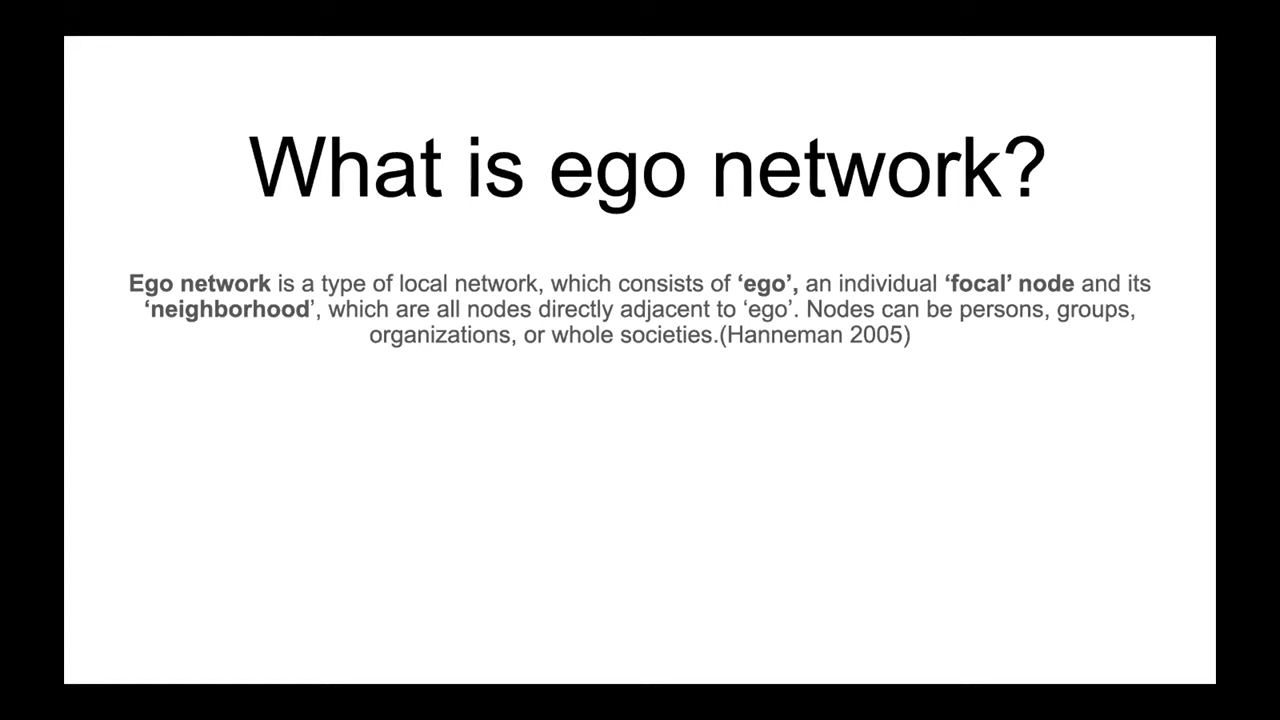 What is ego network?
Ego network is a type of local network, which consists of ‘ego’, an individual ‘focal’ node and its
‘neighborhood’, which are all nodes directly adjacent to ‘ego’. Nodes can be persons, groups,
organizations, or whole societies.(Hanneman 2005)